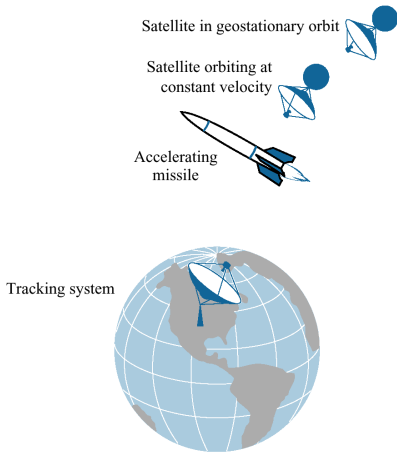 Satellite in geostationary orbit
Satellite orbiting at
constant velocity
Accelerating
missile
Tracking system